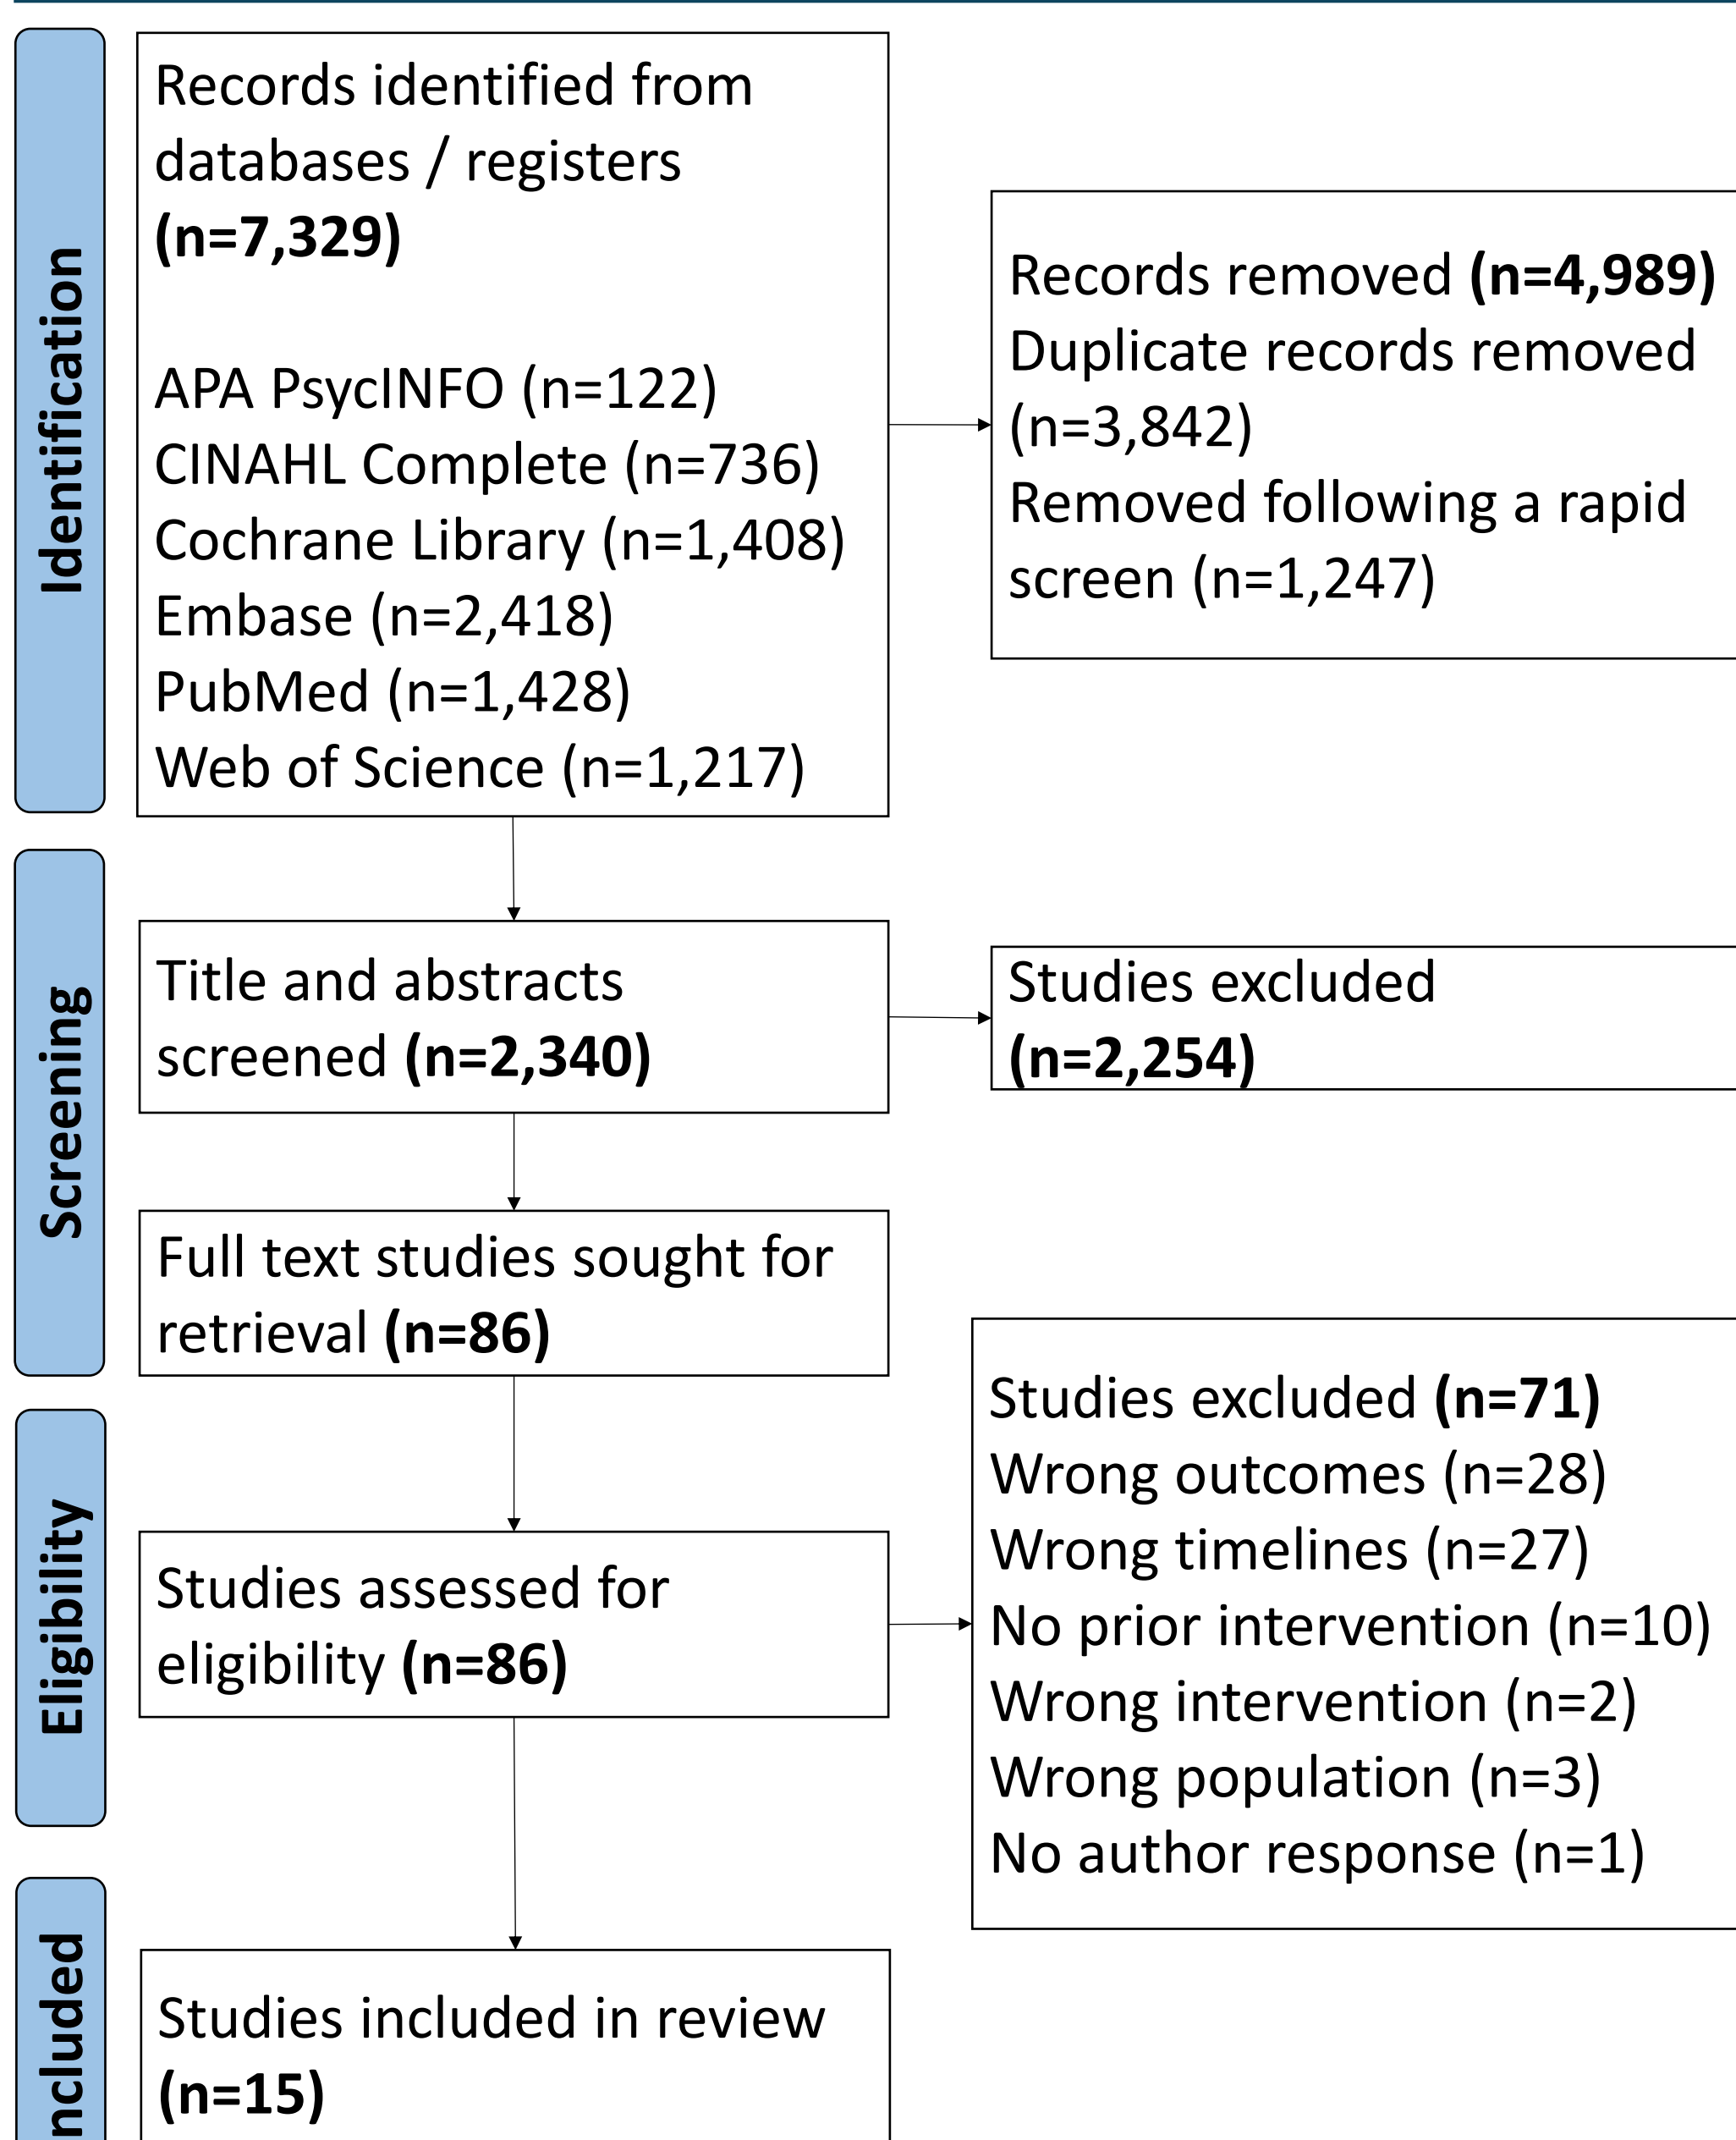 Identification
Records identified from
databases / registers
(n=7,329)
APA PsycINFO (n=122)
CINAHL Complete (n=736)
Cochrane Library (n=1,408)
Embase (n=2,418)
PubMed (n=1,428)
Web of Science (n=1,217)
Records removed (n=4,989)
Duplicate records removed
(n=3,842)
Removed following a rapid
screen (n=1,247)
Screening
Title and abstracts
screened (n=2,340)
Studies excluded
(n=2,254)
Full text studies sought for
retrieval (n=86)
Eligibility
Studies assessed for
eligibility (n=86)
Studies excluded (n=71)
Wrong outcomes (n=28)
Wrong timelines (n=27)
No prior intervention (n=10)
Wrong intervention (n=2)
Wrong population (n=3)
No author response (n=1)
ncluded
Studies included in review
(n=15)